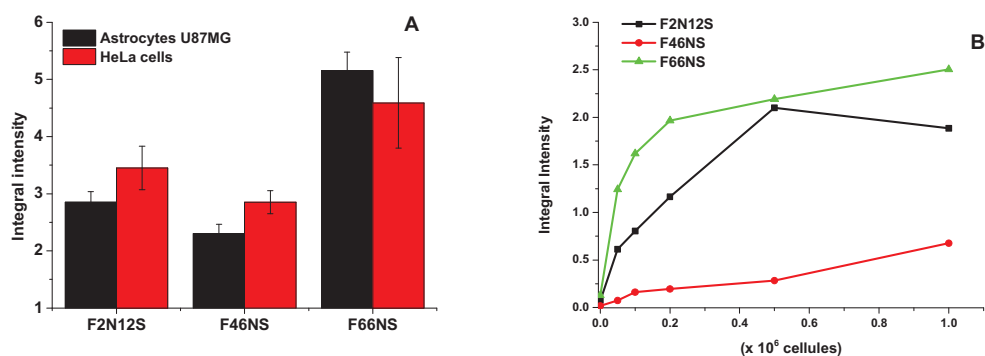 A
Astrocytes U87MG
HeLa cells
Integral intensity
6
5
4
3
2
1
F2N12S
F46NS
F66NS
B
F2N12S
F46NS
F66NS
Integral Intensity
3.0
2.5
2.0
1.5
1.0
0.5
0.0
0.0
0.2
0.4
0.6
0.8
1.0
(x 10⁶ cellules)